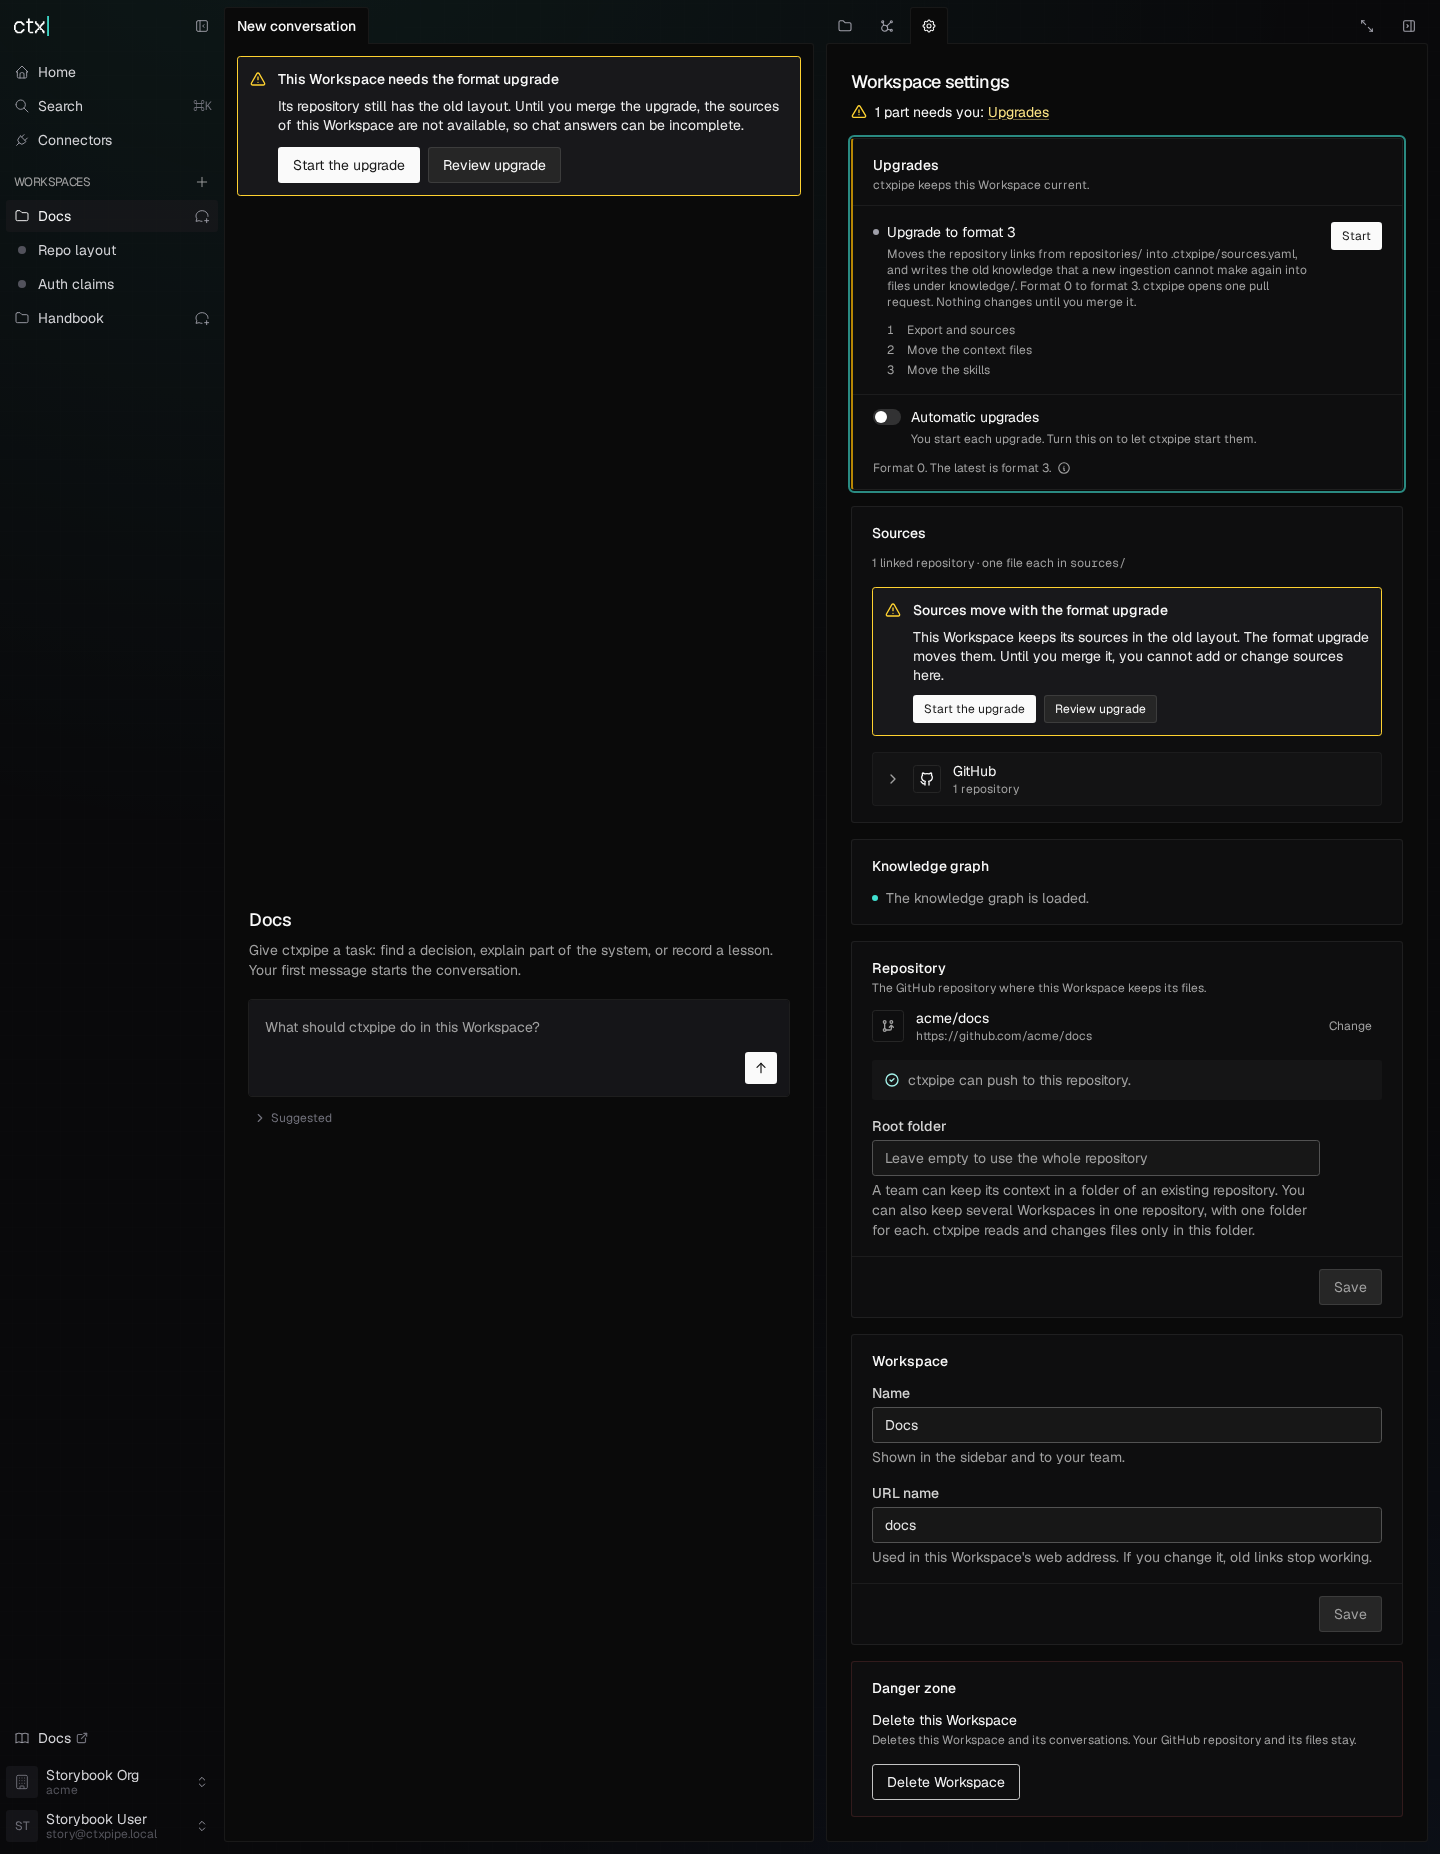 ctx
Home
Search ⌘K
Connectors
WORKSPACES
Docs
Repo layout
Auth claims
Handbook
Docs
Storybook Org
acme
ST
Storybook User
story@ctxpipe.local
New conversation
This Workspace needs the format upgrade
Its repository still has the old layout. Until you merge the upgrade, the sources
of this Workspace are not available, so chat answers can be incomplete.
Start the upgrade
Review upgrade
Docs
Give ctxpipe a task: find a decision, explain part of the system, or record a lesson.
Your first message starts the conversation.
What should ctxpipe do in this Workspace?
Suggested
Workspace settings
1 part needs you: Upgrades
Upgrades
ctxpipe keeps this Workspace current.
Upgrade to format 3
Start
Moves the repository links from repositories/ into .ctxpipe/sources.yaml,
and writes the old knowledge that a new ingestion cannot make again into
files under knowledge/. Format 0 to format 3. ctxpipe opens one pull
request. Nothing changes until you merge it.
1 Export and sources
2 Move the context files
3 Move the skills
Automatic upgrades
You start each upgrade. Turn this on to let ctxpipe start them.
Format 0. The latest is format 3.
Sources
1 linked repository · one file each in sources/
Sources move with the format upgrade
This Workspace keeps its sources in the old layout. The format upgrade
moves them. Until you merge it, you cannot add or change sources
here.
Start the upgrade
Review upgrade
GitHub
1 repository
Knowledge graph
The knowledge graph is loaded.
Repository
The GitHub repository where this Workspace keeps its files.
acme/docs
https://github.com/acme/docs
Change
ctxpipe can push to this repository.
Root folder
Leave empty to use the whole repository
A team can keep its context in a folder of an existing repository. You
can also keep several Workspaces in one repository, with one folder
for each. ctxpipe reads and changes files only in this folder.
Save
Workspace
Name
Docs
Shown in the sidebar and to your team.
URL name
docs
Used in this Workspace's web address. If you change it, old links stop working.
Save
Danger zone
Delete this Workspace
Deletes this Workspace and its conversations. Your GitHub repository and its files stay.
Delete Workspace